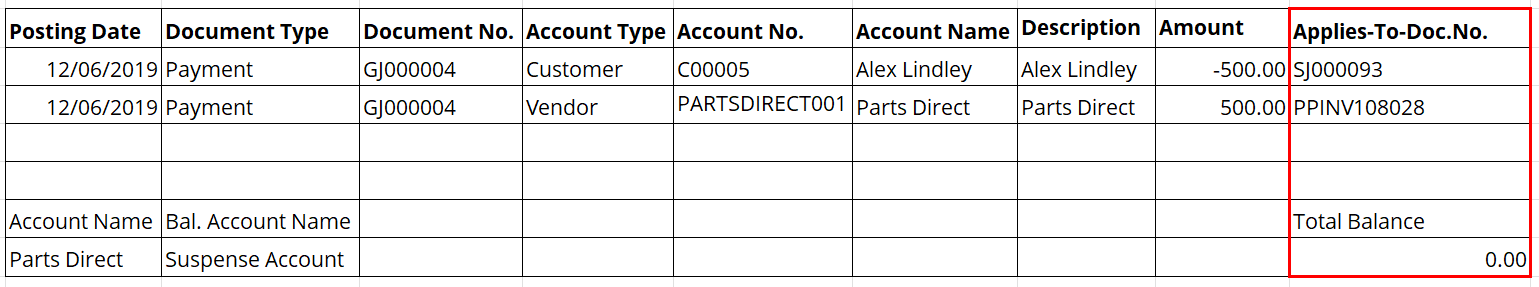 Posting Date Document Type Document No. Account Type Account No. Account Name Description Amount Applies-To-Doc.No.
12/06/2019 Payment GJ000004 Customer C00005 Alex Lindley Alex Lindley -500.00 SJ000093
12/06/2019 Payment GJ000004 Vendor PARTSDIRECT001 Parts Direct Parts Direct 500.00 PPINV108028
Account Name Bal. Account Name Total Balance
Parts Direct Suspense Account 0.00